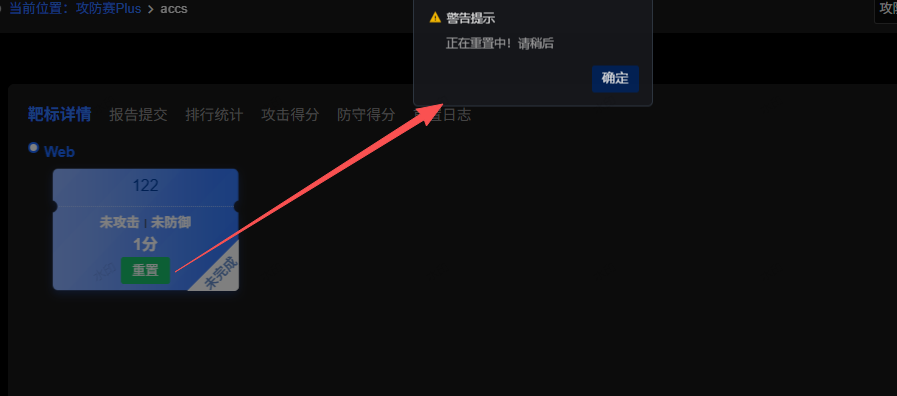 当前位置：攻防赛Plus > accs
攻防
警告提示
正在重置中！请稍后
确定
靶标详情 报告提交 排行统计 攻击得分 防守得分 重置日志
Web
122
未攻击 | 未防御
1分
重置
未完成